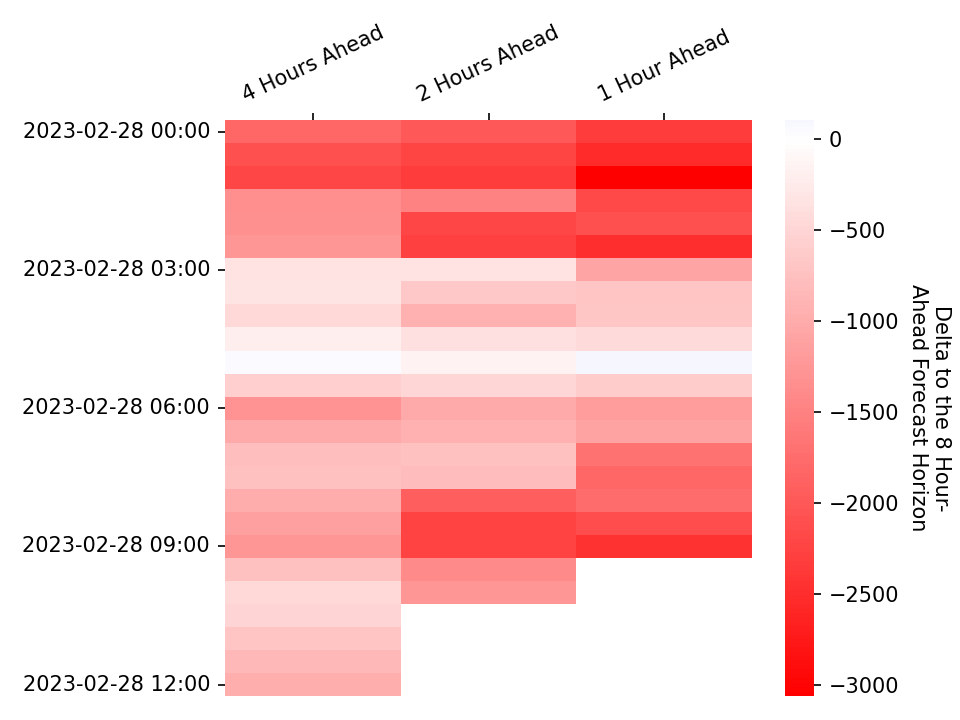 4 Hours Ahead
2 Hours Ahead
1 Hour Ahead
2023-02-28 00:00
2023-02-28 03:00
2023-02-28 06:00
2023-02-28 09:00
2023-02-28 12:00
0
−500
−1000
−1500
−2000
−2500
−3000
Delta to the 8 Hour-
Ahead Forecast Horizon